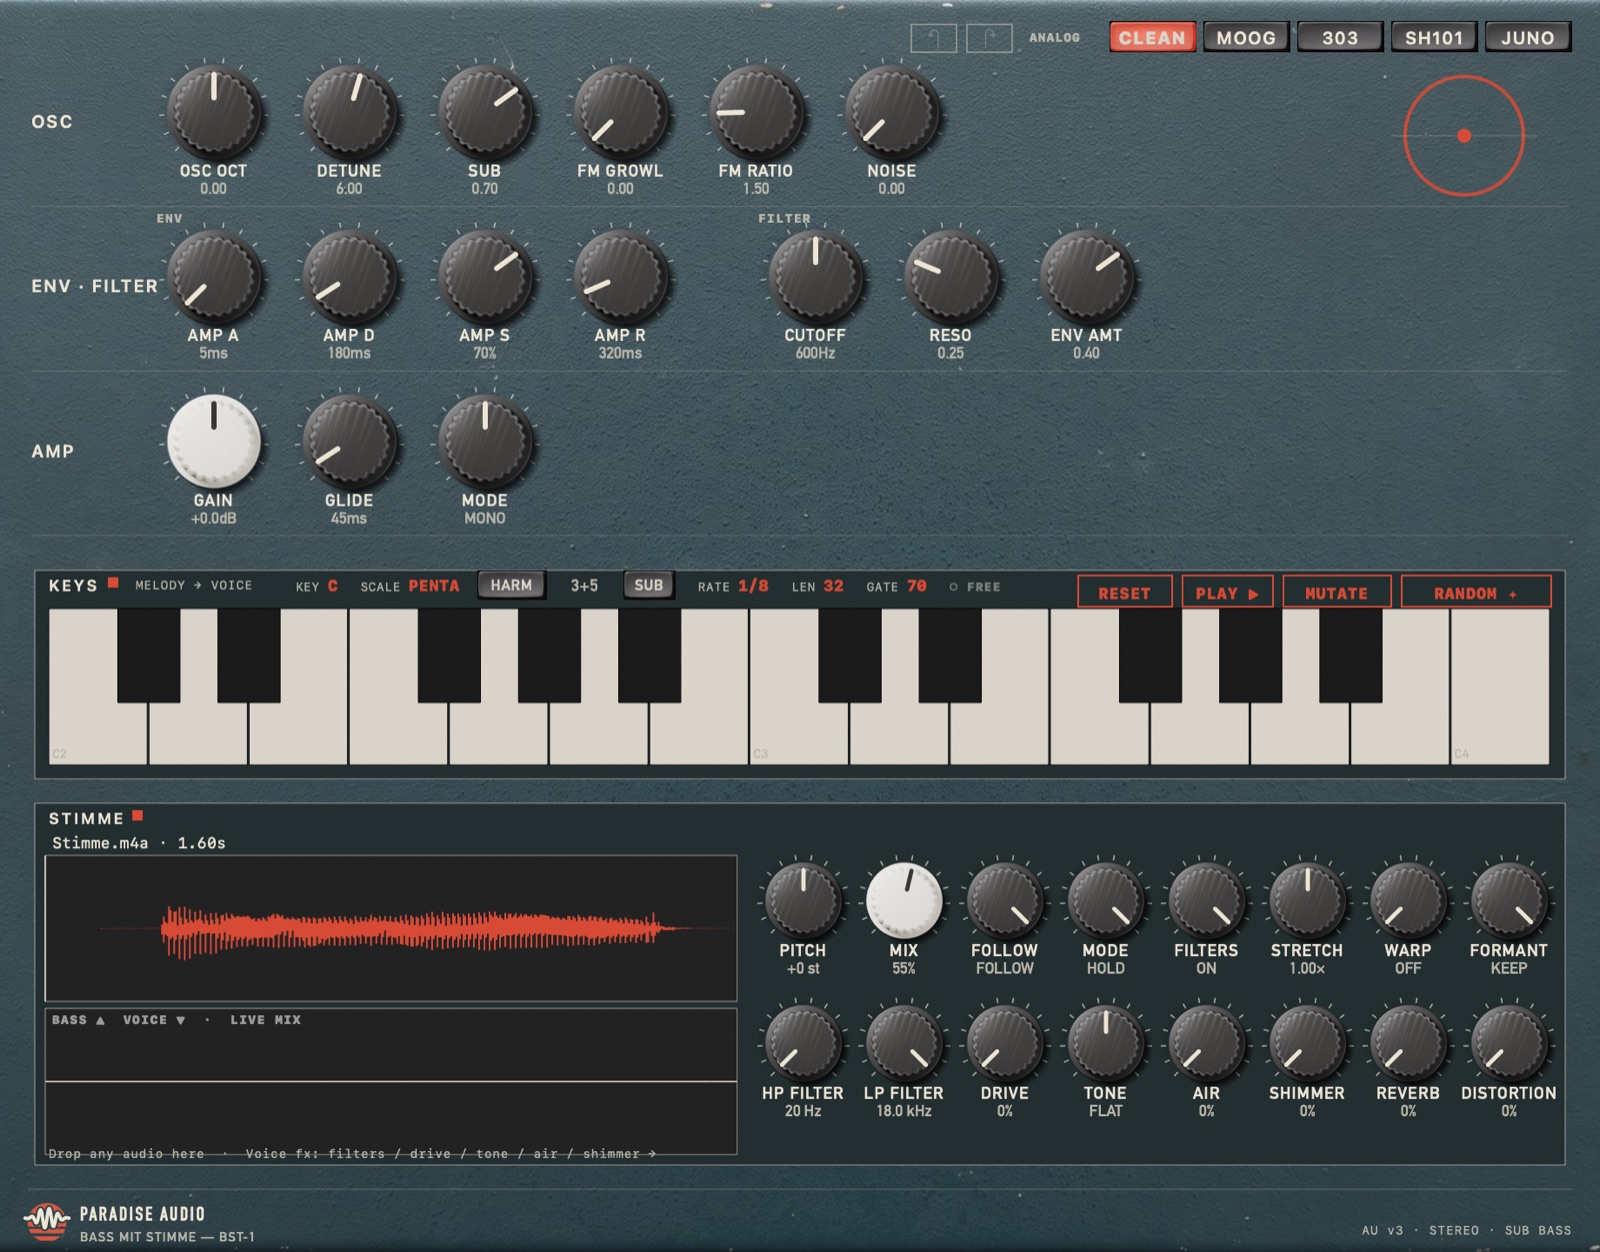 ANALOG CLEAN MOOG 303 SH101 JUNO
OSC
OSC OCT DETUNE SUB FM GROWL FM RATIO NOISE
0.00 6.00 0.70 0.00 1.50 0.00
ENV FILTER
ENV · FILTER
AMP A AMP D AMP S AMP R CUTOFF RESO ENV AMT
5ms 180ms 70% 320ms 600Hz 0.25 0.40
AMP
GAIN GLIDE MODE
+0.0dB 45ms MONO
KEYS MELODY → VOICE KEY C SCALE PENTA HARM 3+5 SUB RATE 1/8 LEN 32 GATE 70 ○ FREE RESET PLAY ▶ MUTATE RANDOM ✦
C2 C3 C4
STIMME
Stimme.m4a · 1.60s
PITCH MIX FOLLOW MODE FILTERS STRETCH WARP FORMANT
+0 st 55% FOLLOW HOLD ON 1.00× OFF KEEP
BASS ▲ VOICE ▼ · LIVE MIX
HP FILTER LP FILTER DRIVE TONE AIR SHIMMER REVERB DISTORTION
20 Hz 18.0 kHz 0% FLAT 0% 0% 0% 0%
Drop any audio here · Voice fx: filters / drive / tone / air / shimmer →
PARADISE AUDIO
BASS MIT STIMME — BST-1
AU v3 · STEREO · SUB BASS